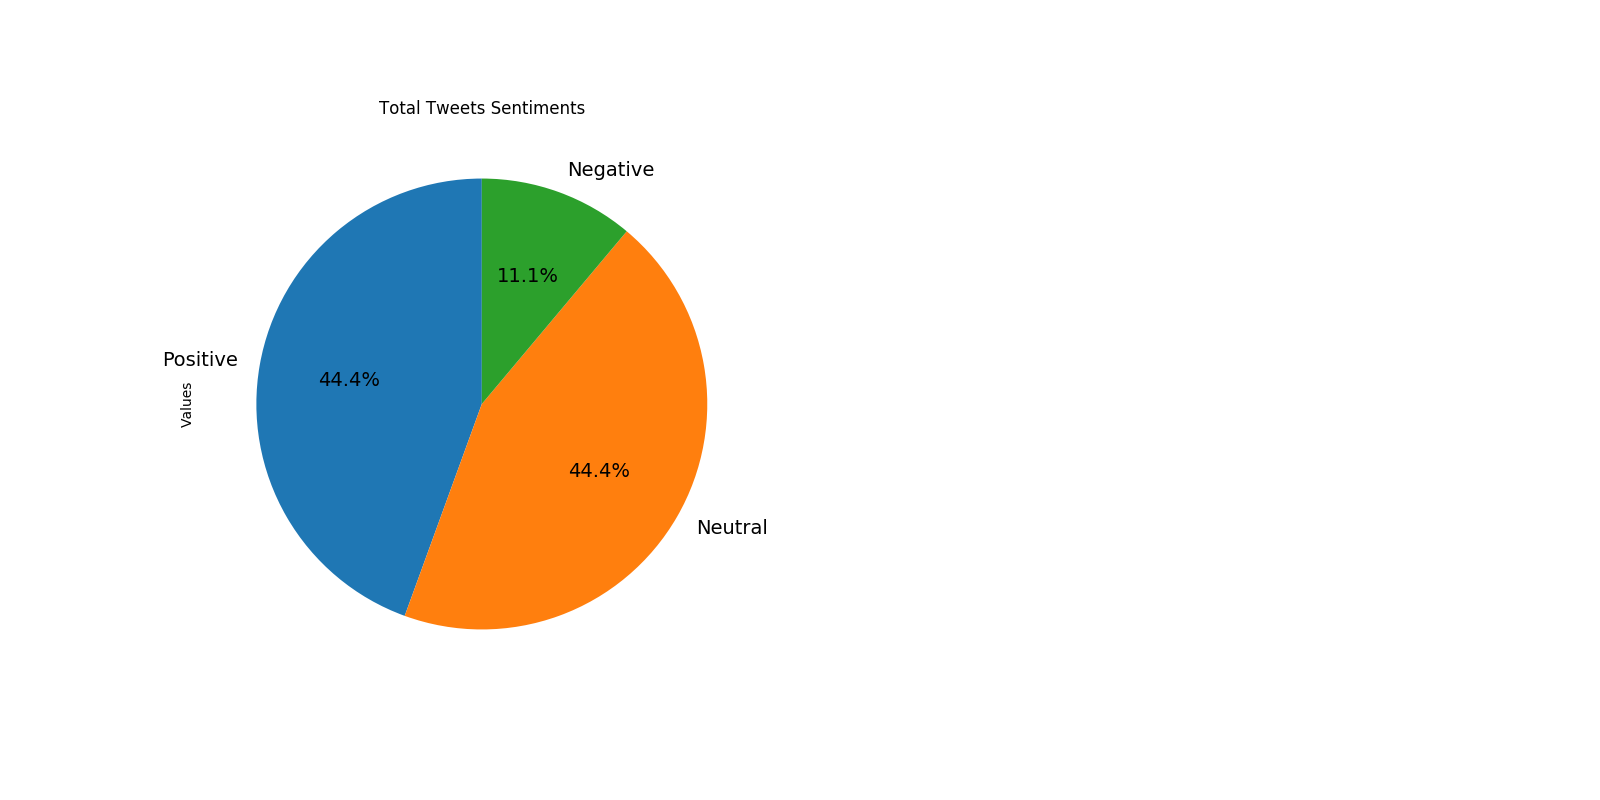 Total Tweets Sentiments
Negative
11.1%
Positive
44.4%
Values
44.4%
Neutral